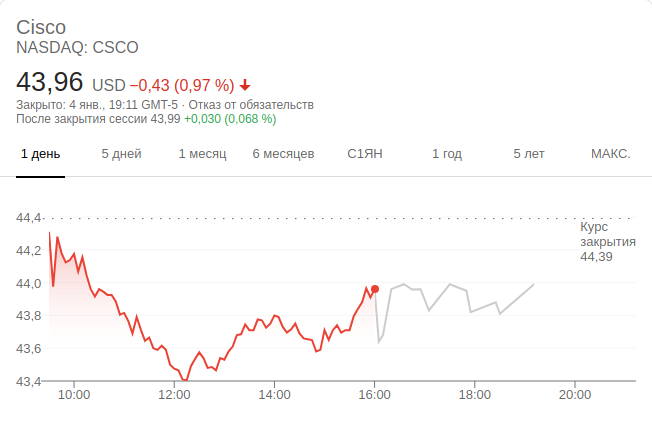 Cisco
NASDAQ: CSCO
43,96 USD −0,43 (0,97 %)
Закрыто: 4 янв., 19:11 GMT-5 · Отказ от обязательств
После закрытия сессии 43,99 +0,030 (0,068 %)
1 день 5 дней 1 месяц 6 месяцев С1ЯН 1 год 5 лет МАКС.
44,4
Курс
закрытия
44,39
44,2
44,0
43,8
43,6
43,4
10:00 12:00 14:00 16:00 18:00 20:00